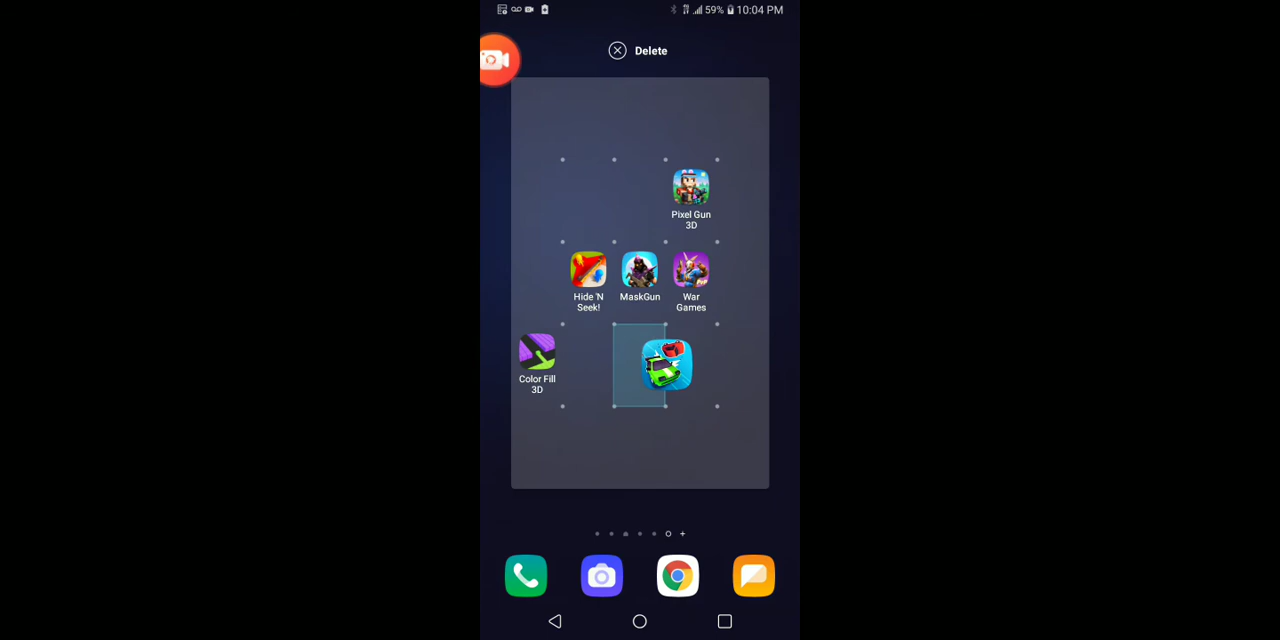 59% 10:04 PM
Delete
Pixel Gun
3D
Hide 'N
Seek!
MaskGun
War
Games
Color Fill
3D